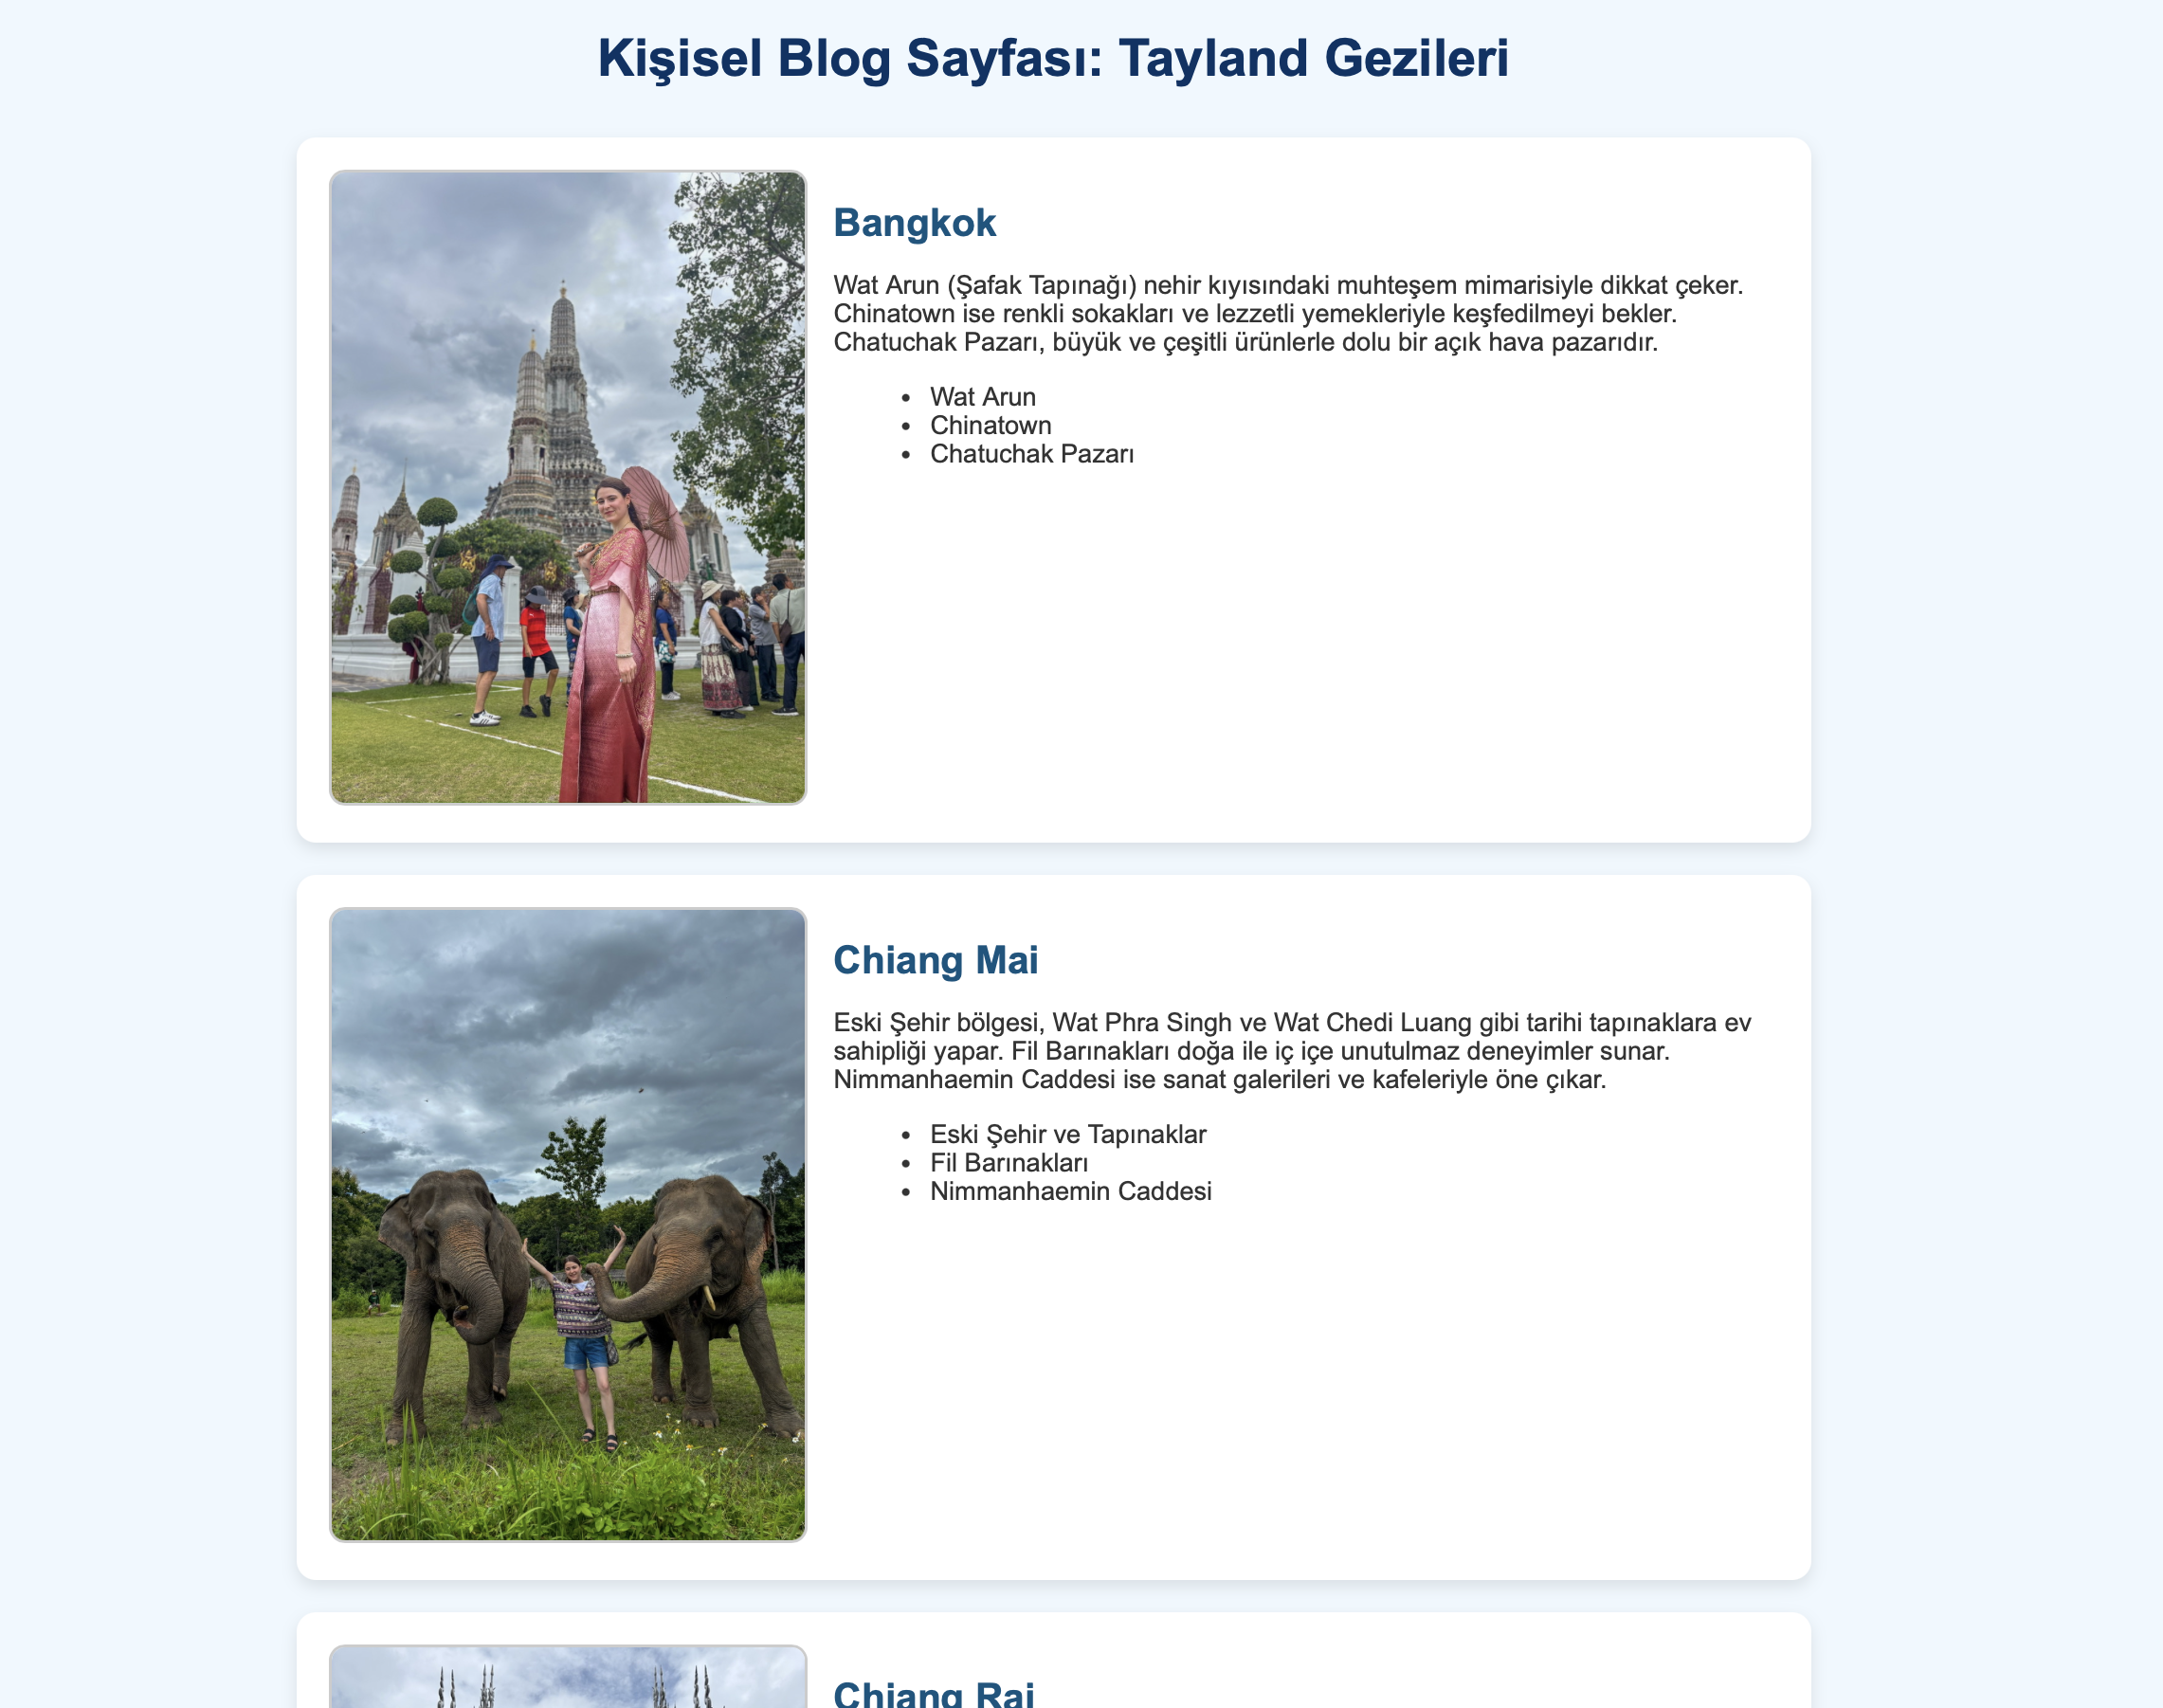 Kişisel Blog Sayfası: Tayland Gezileri
Bangkok
Wat Arun (Şafak Tapınağı) nehir kıyısındaki muhteşem mimarisiyle dikkat çeker.
Chinatown ise renkli sokakları ve lezzetli yemekleriyle keşfedilmeyi bekler.
Chatuchak Pazarı, büyük ve çeşitli ürünlerle dolu bir açık hava pazarıdır.
• Wat Arun
• Chinatown
• Chatuchak Pazarı
Chiang Mai
Eski Şehir bölgesi, Wat Phra Singh ve Wat Chedi Luang gibi tarihi tapınaklara ev
sahipliği yapar. Fil Barınakları doğa ile iç içe unutulmaz deneyimler sunar.
Nimmanhaemin Caddesi ise sanat galerileri ve kafeleriyle öne çıkar.
• Eski Şehir ve Tapınaklar
• Fil Barınakları
• Nimmanhaemin Caddesi
Chiang Rai